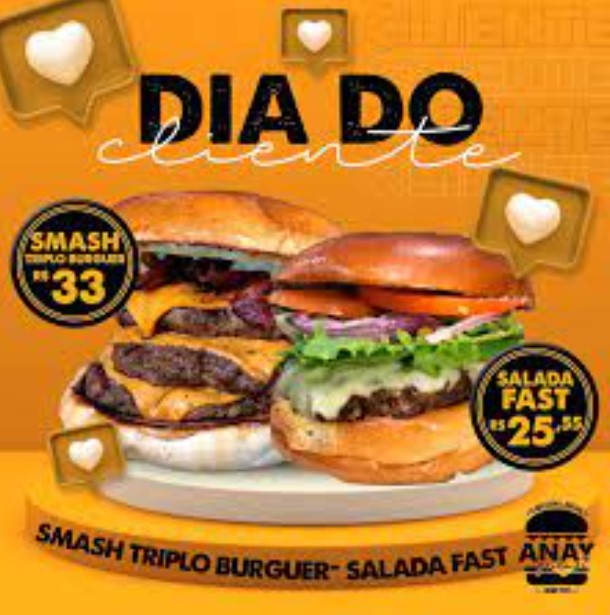 DIA DO
cliente
SMASH
TRIPLO BURGUER
R$ 33
SALADA
FAST
R$ 25,55
SMASH TRIPLO BURGUER- SALADA FAST
ANAY